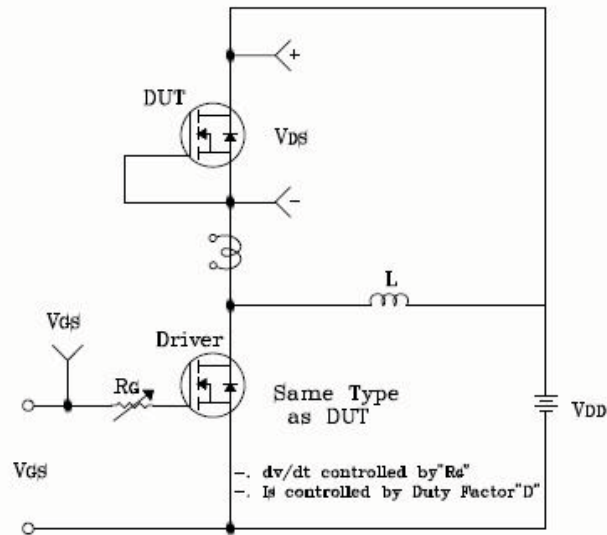 +
DUT
VDS
-
L
VGS
Driver
RG
Same Type
as DUT
VDD
VGS
-. dv/dt controlled by"RG"
-. IS controlled by Duty Factor"D"